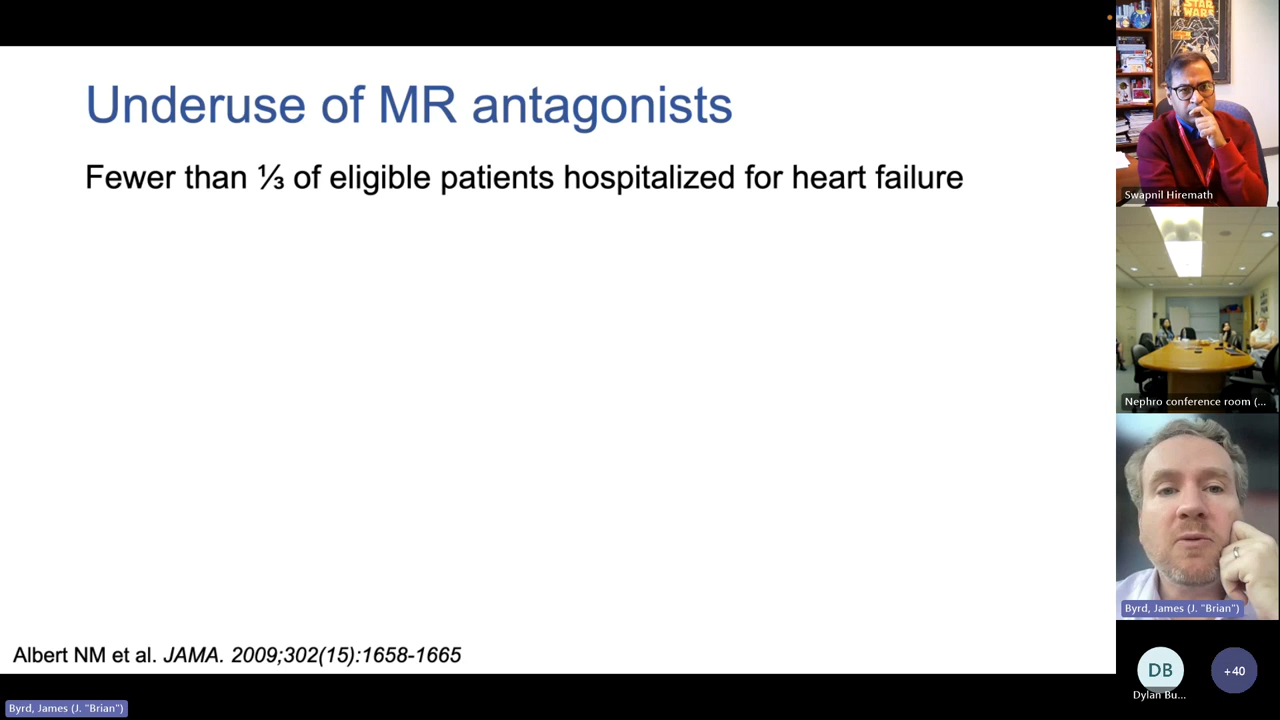 Underuse of MR antagonists
Fewer than ⅓ of eligible patients hospitalized for heart failure
Albert NM et al. JAMA. 2009;302(15):1658-1665
Byrd, James (J. "Brian")
STAR
WARS
Swapnil Hiremath
Nephro conference room (...
Byrd, James (J. "Brian")
DB
Dylan Bu...
+40